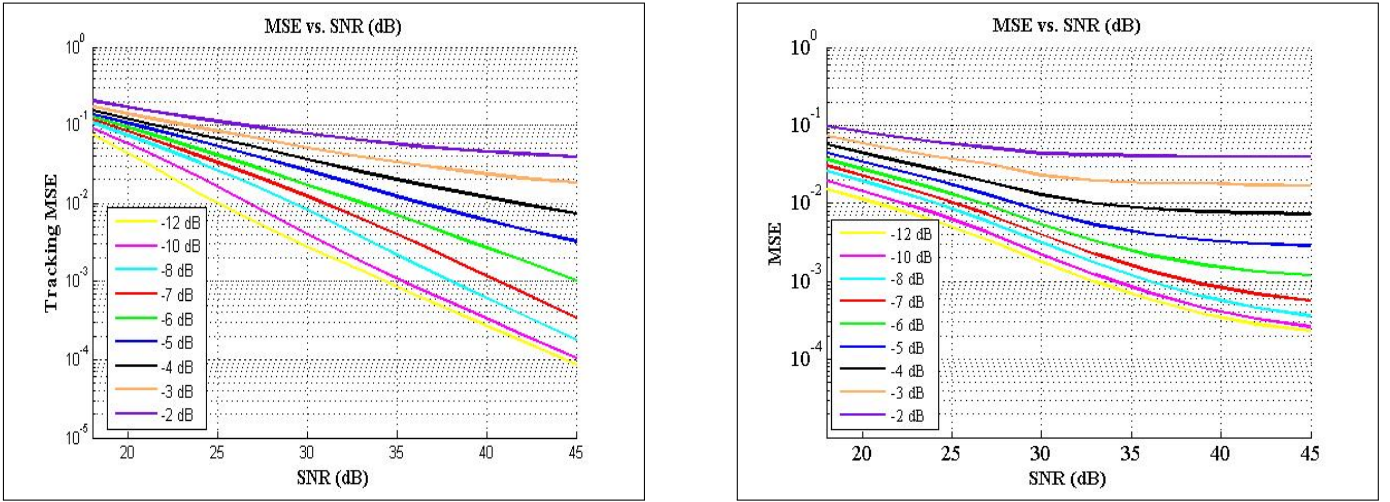 MSE vs. SNR (dB)
10^0
10^-1
10^-2
10^-3
10^-4
10^-5
Tracking MSE
-12 dB
-10 dB
-8 dB
-7 dB
-6 dB
-5 dB
-4 dB
-3 dB
-2 dB
20 25 30 35 40 45
SNR (dB)
MSE vs. SNR (dB)
10^0
10^-1
10^-2
10^-3
10^-4
MSE
-12 dB
-10 dB
-8 dB
-7 dB
-6 dB
-5 dB
-4 dB
-3 dB
-2 dB
20 25 30 35 40 45
SNR (dB)